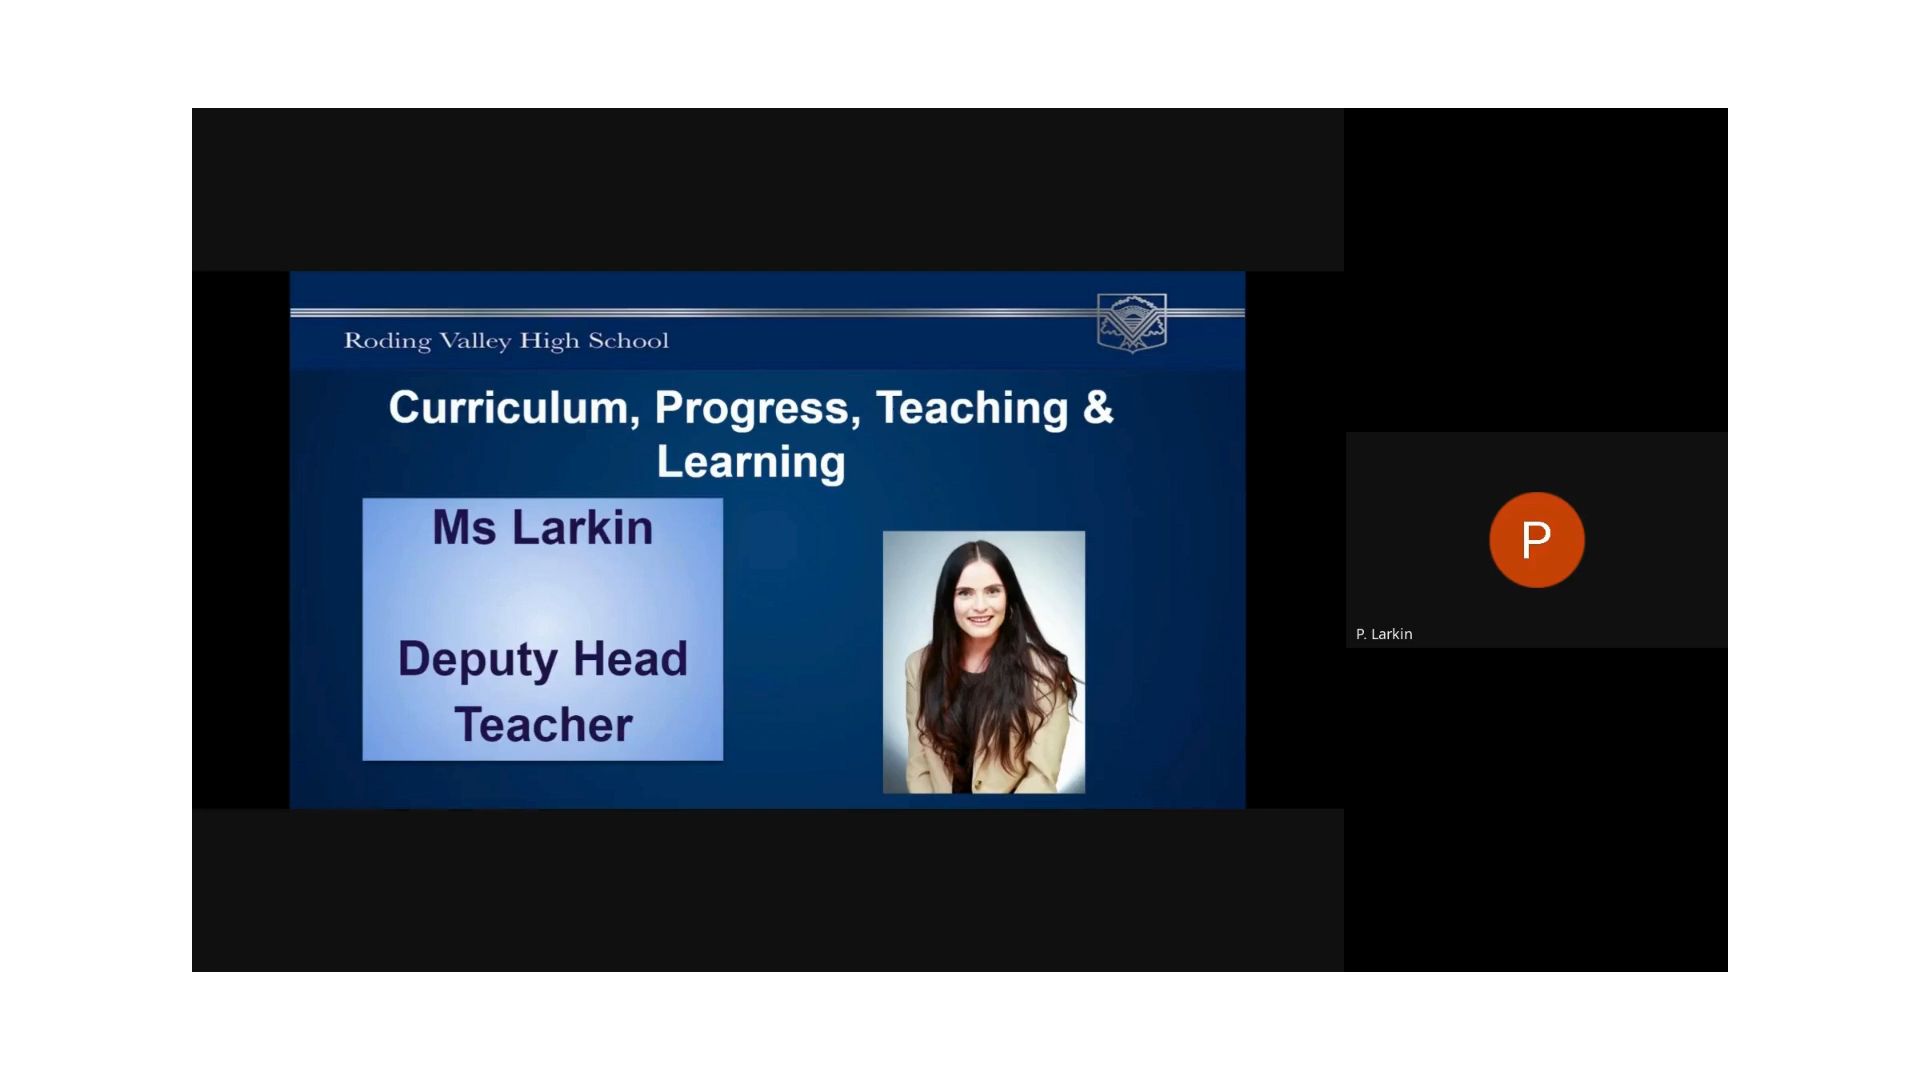 Roding Valley High School
Curriculum, Progress, Teaching &
Learning
Ms Larkin
Deputy Head
Teacher
P
P. Larkin